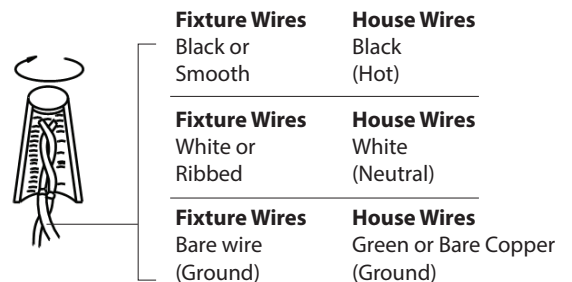 Fixture Wires House Wires
Black or Black
Smooth (Hot)
Fixture Wires House Wires
White or White
Ribbed (Neutral)
Fixture Wires House Wires
Bare wire Green or Bare Copper
(Ground) (Ground)